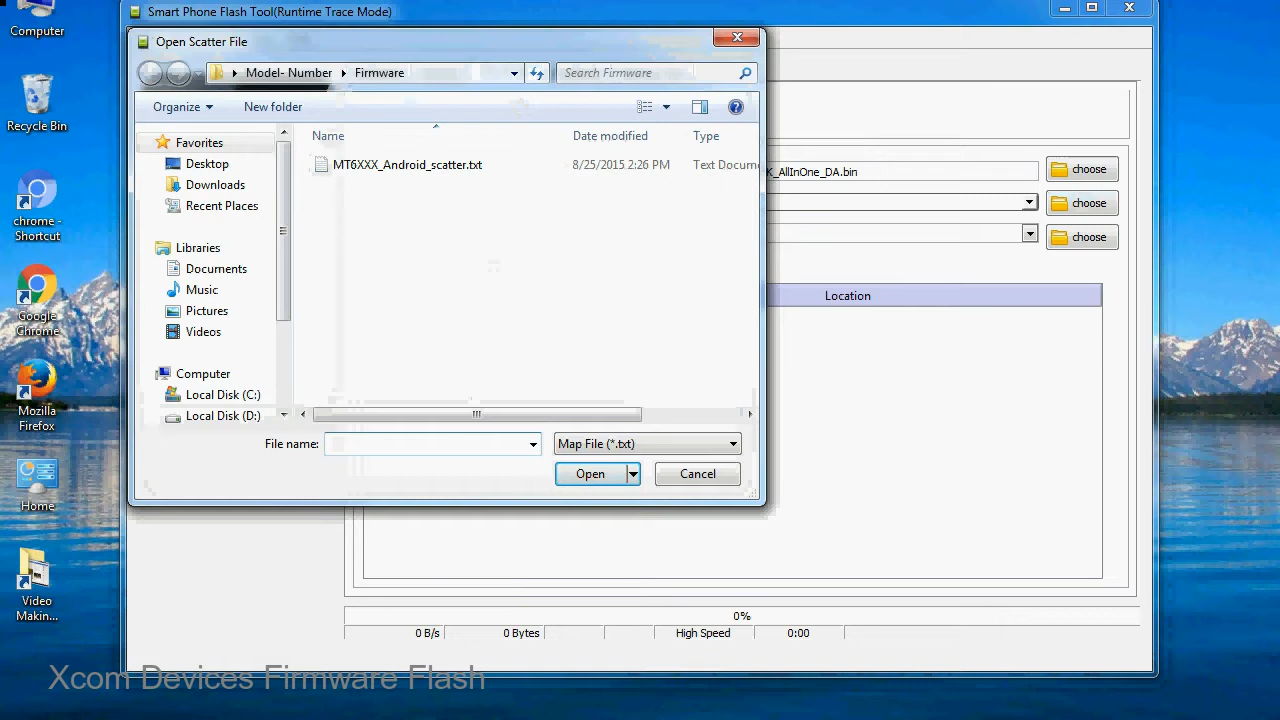 Computer
Recycle Bin
chrome -
Shortcut
Google
Chrome
Mozilla
Firefox
Home
Video
Makin...
Smart Phone Flash Tool(Runtime Trace Mode)
Open Scatter File
Model- Number
Firmware
Search Firmware
Organize
New folder
Favorites
Desktop
Downloads
Recent Places
Libraries
Documents
Music
Pictures
Videos
Computer
Local Disk (C:)
Local Disk (D:)
Name
Date modified
Type
MT6XXX_Android_scatter.txt
8/25/2015 2:26 PM
Text Docum
File name:
Map File (*.txt)
Open
Cancel
K_AllInOne_DA.bin
choose
choose
choose
Location
0%
0 B/s
0 Bytes
High Speed
0:00
Xcom Devices Firmware Flash